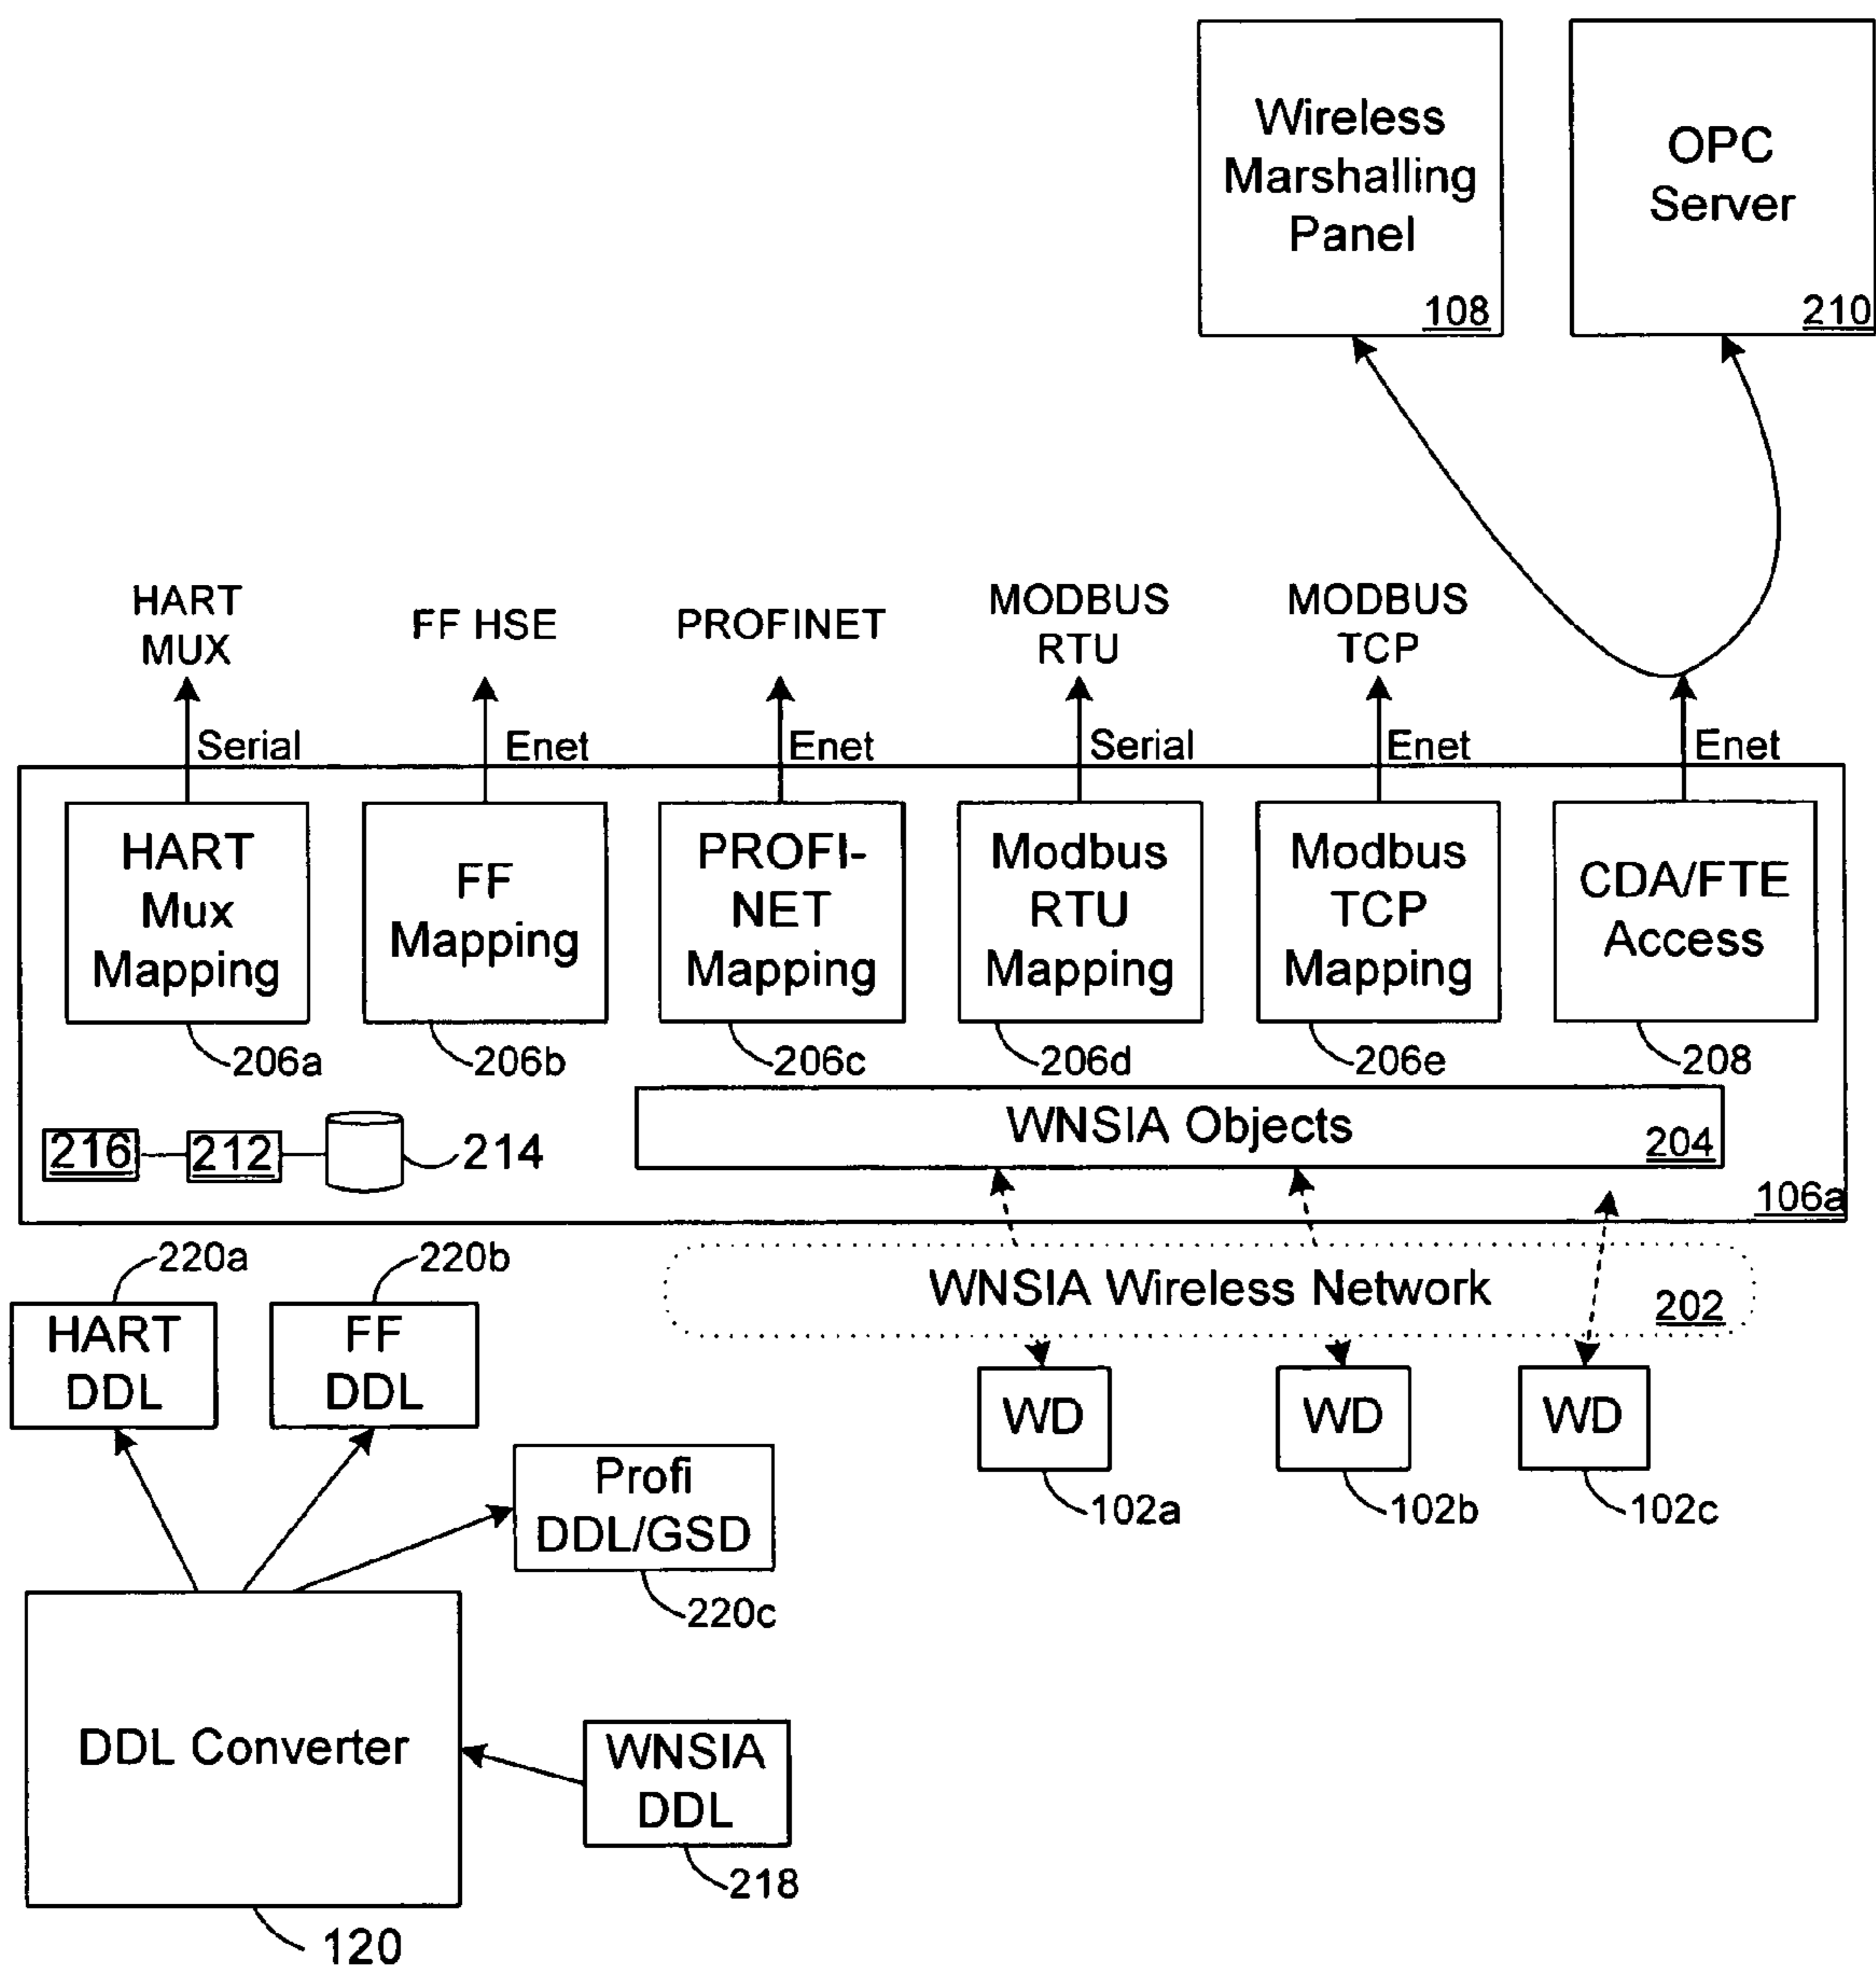 Wireless
Marshalling
Panel
108
OPC
Server
210
HART
MUX
FF HSE
PROFINET
MODBUS
RTU
MODBUS
TCP
Serial
Enet
Enet
Serial
Enet
Enet
HART
Mux
Mapping
FF
Mapping
PROFI-
NET
Mapping
Modbus
RTU
Mapping
Modbus
TCP
Mapping
CDA/FTE
Access
206a
206b
206c
206d
206e
208
216
212
214
WNSIA Objects
204
106a
220a
220b
HART
DDL
FF
DDL
WNSIA Wireless Network
202
WD
WD
WD
102a
102b
102c
Profi
DDL/GSD
220c
DDL Converter
WNSIA
DDL
218
120